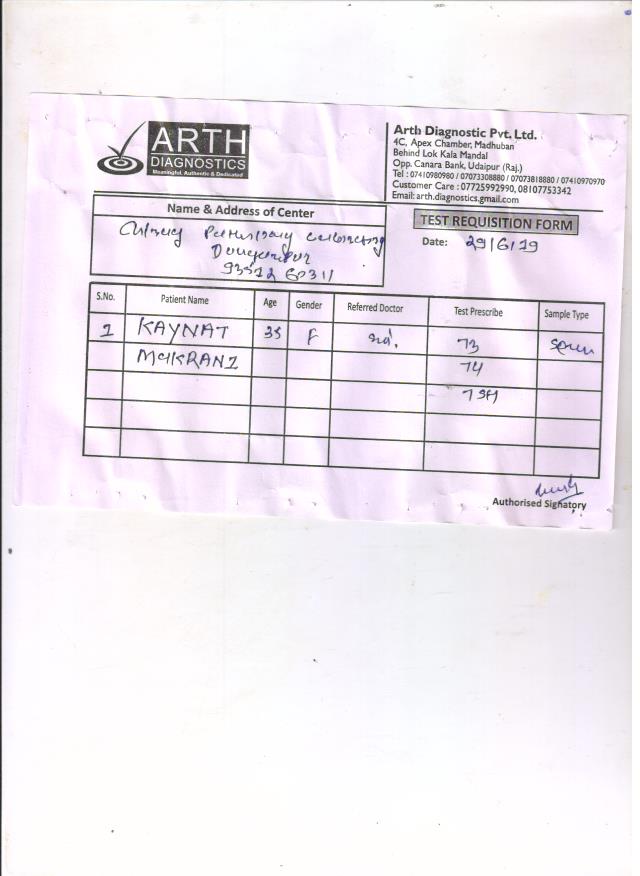 ARTH
DIAGNOSTICS
Meaningful, Authentic & Dedicated
Arth Diagnostic Pvt. Ltd.
4C, Apex Chamber, Madhuban
Behind Lok Kala Mandal
Opp. Canara Bank, Udaipur (Raj.)
Tel : 07410980980 / 07073308880 / 07073818880 / 07410970970
Customer Care : 07725992990, 08107753342
Email: arth.diagnostics.gmail.com
Name & Address of Center
TEST REQUISITION FORM
Date: 29/6/19
S.No. Patient Name Age Gender Referred Doctor Test Prescribe Sample Type
1 KAYNAT 35 F T3
MAKRANI T4
TSH
Authorised Signatory